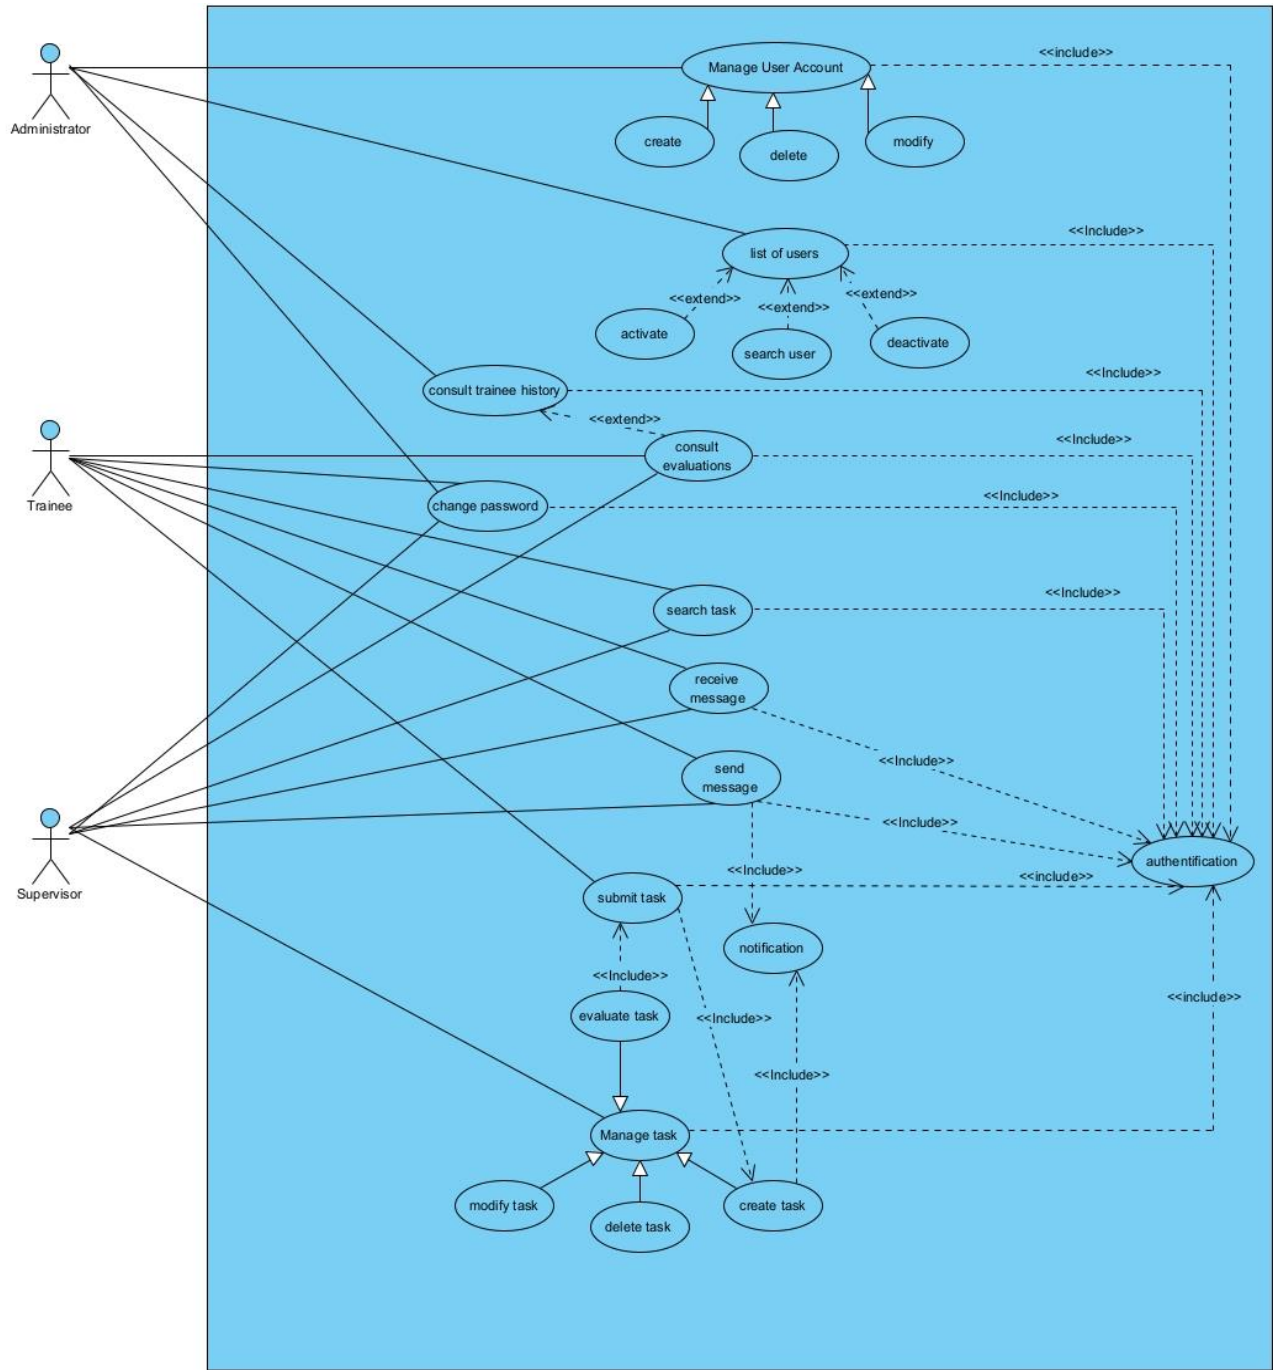 <<include>>
Manage User Account
Administrator
create
delete
modify
<<Include>>
list of users
<<extend>>
<<extend>>
<<extend>>
activate
search user
deactivate
<<Include>>
consult trainee history
<<extend>>
consult
evaluations
<<Include>>
Trainee
change password
<<Include>>
search task
<<Include>>
receive
message
<<Include>>
send
message
<<Include>>
authentification
Supervisor
<<Include>>
<<include>>
submit task
notification
<<Include>>
<<include>>
evaluate task
<<Include>>
<<Include>>
Manage task
modify task
delete task
create task